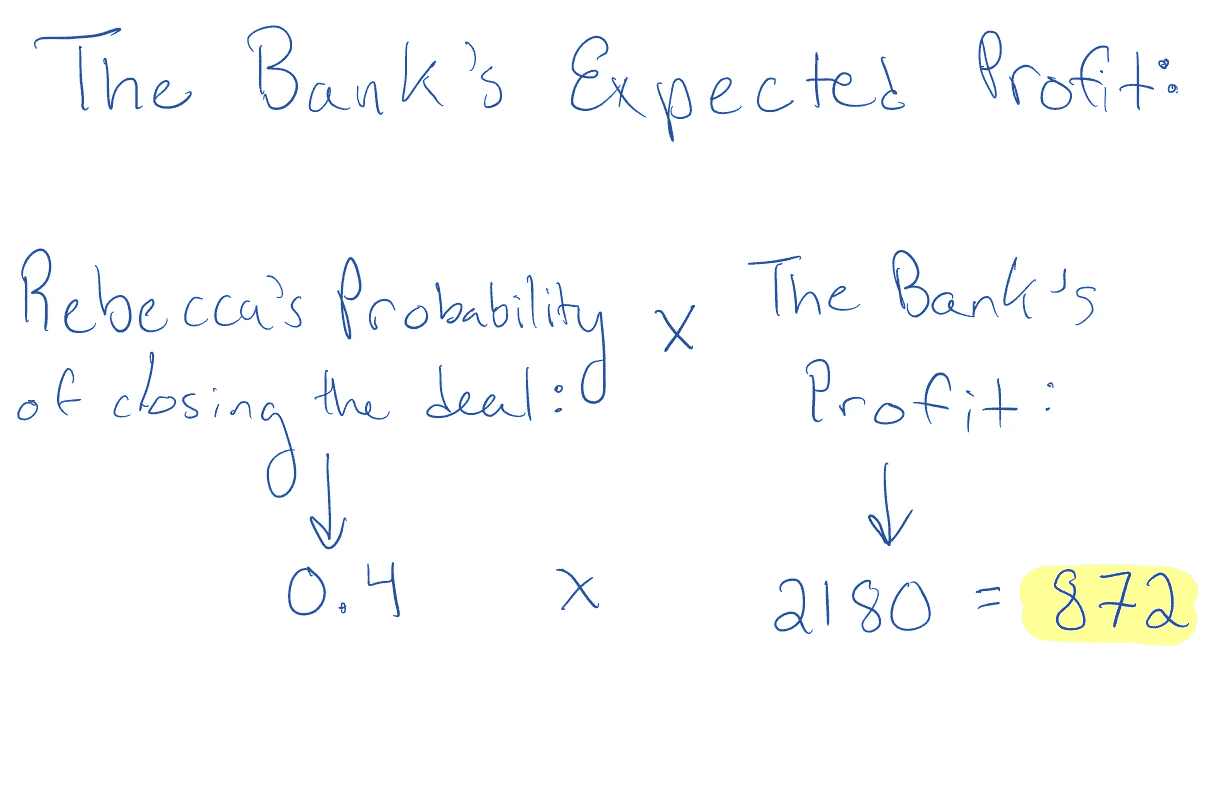 The Bank's Expected Profit:
Rebecca's Probability
of closing the deal:
x
The Bank's
Profit:
0.4 x 2180 = 872